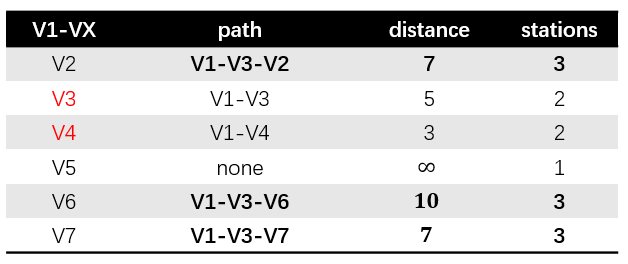 V1-VX path distance stations
V2 V1-V3-V2 7 3
V3 V1-V3 5 2
V4 V1-V4 3 2
V5 none ∞ 1
V6 V1-V3-V6 10 3
V7 V1-V3-V7 7 3